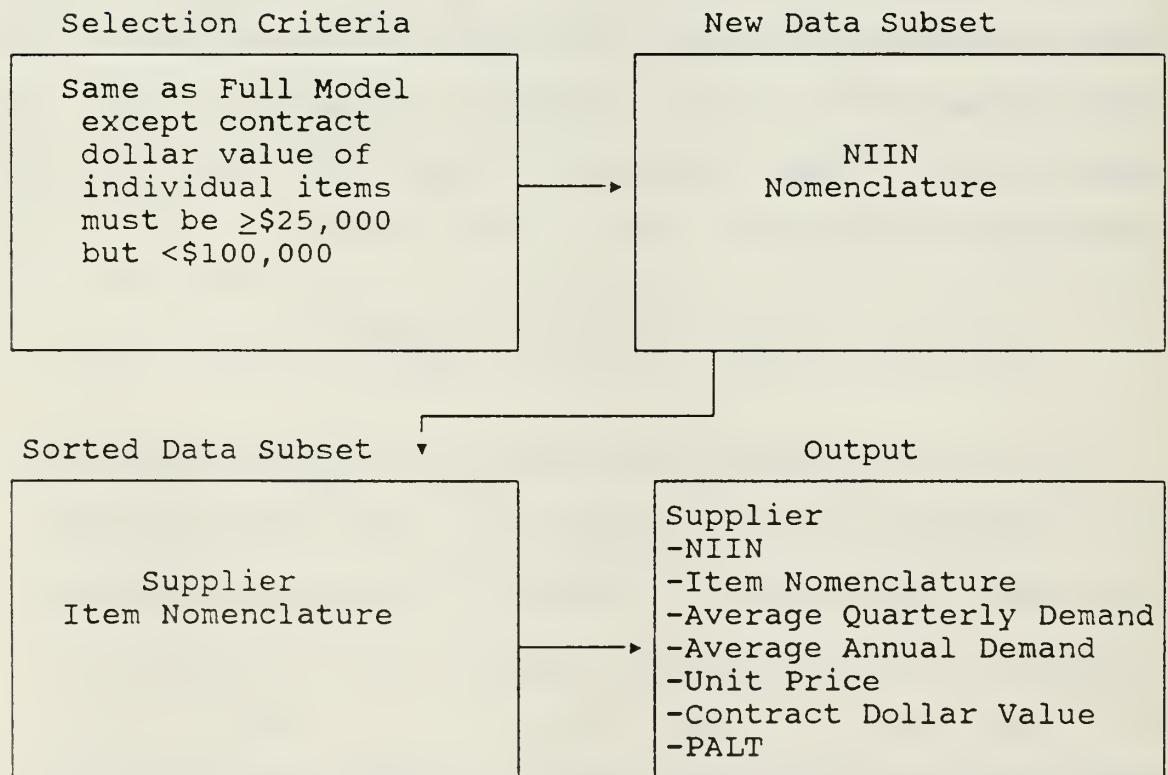 Selection Criteria
Same as Full Model
except contract
dollar value of
individual items
must be ≥$25,000
but <$100,000
New Data Subset
NIIN
Nomenclature
Sorted Data Subset
Supplier
Item Nomenclature
Output
Supplier
-NIIN
-Item Nomenclature
-Average Quarterly Demand
-Average Annual Demand
-Unit Price
-Contract Dollar Value
-PALT